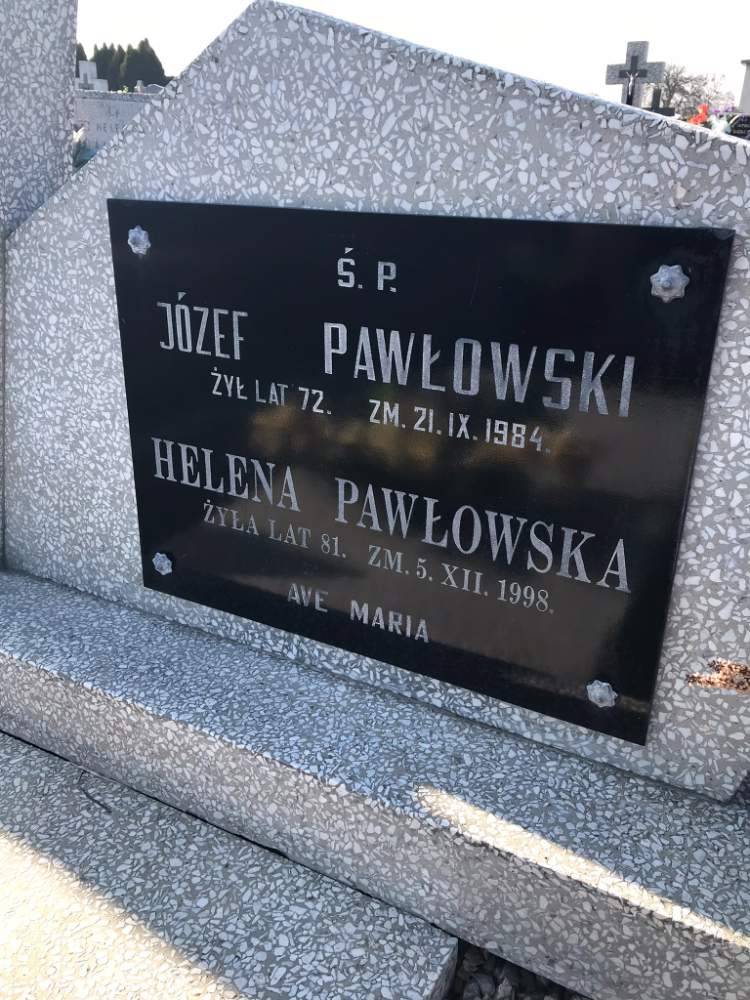 Ś. P.
JÓZEF PAWŁOWSKI
ŻYŁ LAT 72. ZM. 21. IX. 1984.
HELENA PAWŁOWSKA
ŻYŁA LAT 81. ZM. 5. XII. 1998.
AVE MARIA